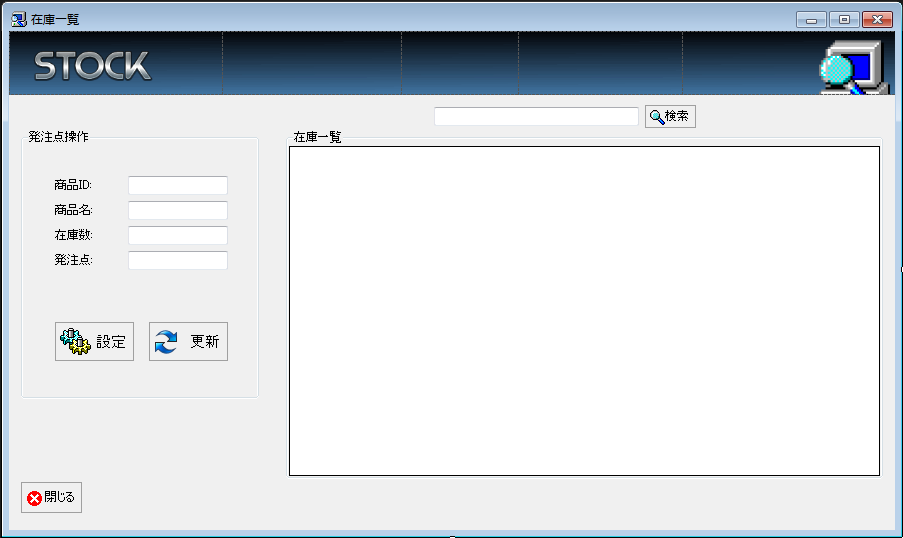 在庫一覧
STOCK
検索
発注点操作
在庫一覧
商品ID:
商品名:
在庫数:
発注点:
設定
更新
閉じる